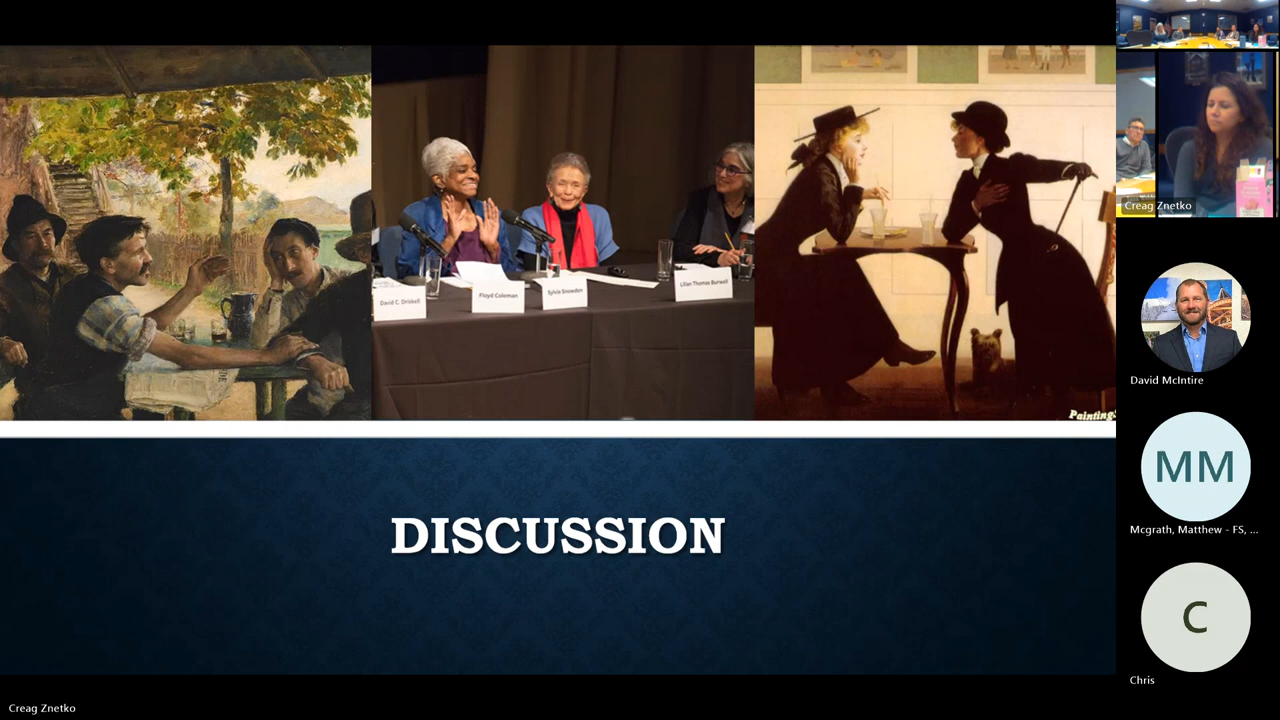 David C. Driskell
Floyd Coleman
Sylvia Snowden
Lilian Thomas Burwell
Paintings
DISCUSSION
Creag Znetko
David McIntire
MM
Mcgrath, Matthew - FS, ...
C
Chris
Creag Znetko